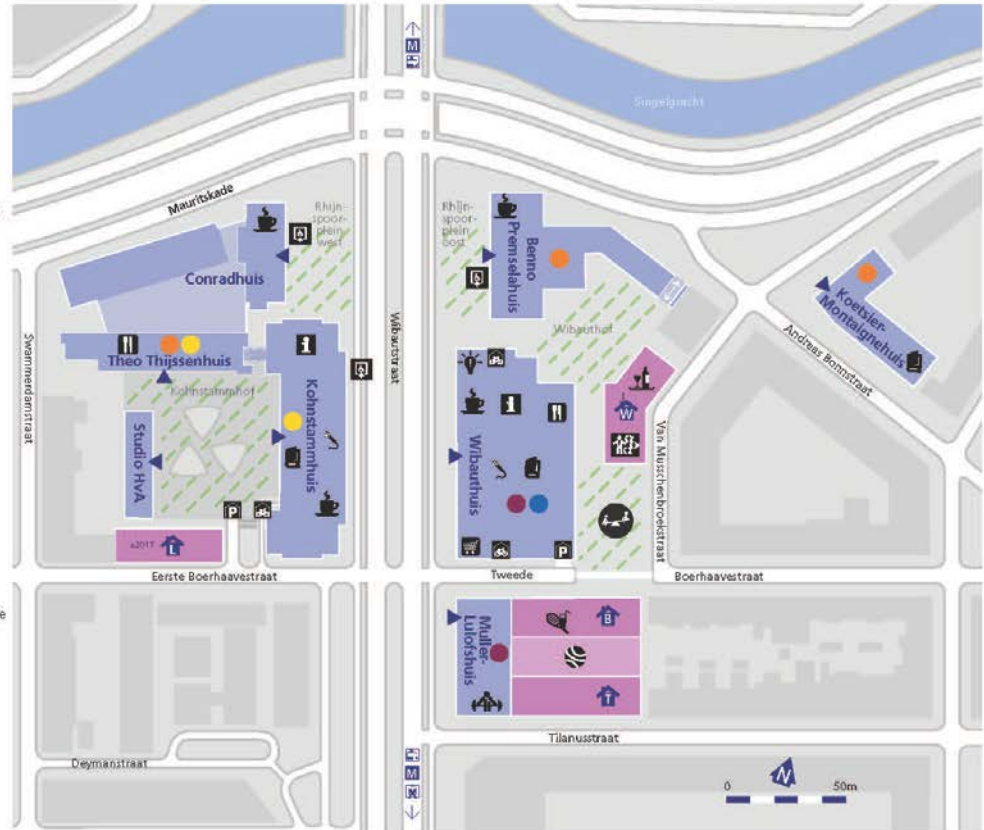 M
Singelgracht
Mauritskade
Rhijn-
spoor-
plein
west
Rhijn-
spoor-
plein
oost
Conradhuis
Benno
Premselahuis
Koetsier-
Montaignehuis
Swammerdamstraat
Theo Thijssenhuis
i
Wibautstraat
Wibauthof
Andreas Bonnstraat
Kohnstammhof
Kohnstammhuis
Studio HvA
i
W
Wibauthuis
Van Musschenbroekstraat
P
P
±2017
L
Eerste Boerhaavestraat
Tweede
Boerhaavestraat
e
Muller-
Lulofshuis
B
T
Tilanusstraat
Deymanstraat
M
N
0
50m